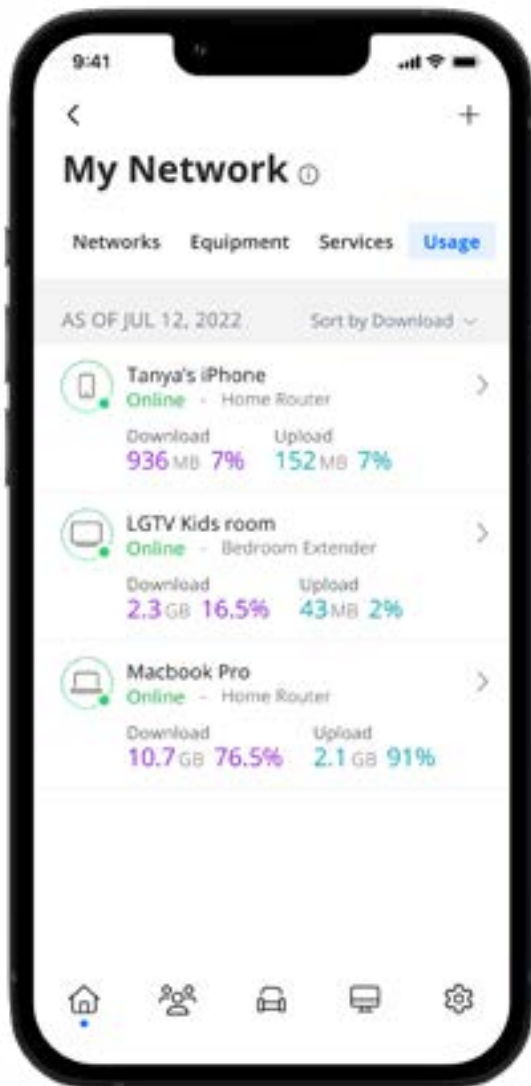 9:41
My Network
Networks Equipment Services Usage
AS OF JUL 12, 2022 Sort by Download
Tanya's iPhone
Online - Home Router
Download Upload
936 MB 7% 152 MB 7%
LGTV Kids room
Online - Bedroom Extender
Download Upload
2.3 GB 16.5% 43 MB 2%
Macbook Pro
Online - Home Router
Download Upload
10.7 GB 76.5% 2.1 GB 91%